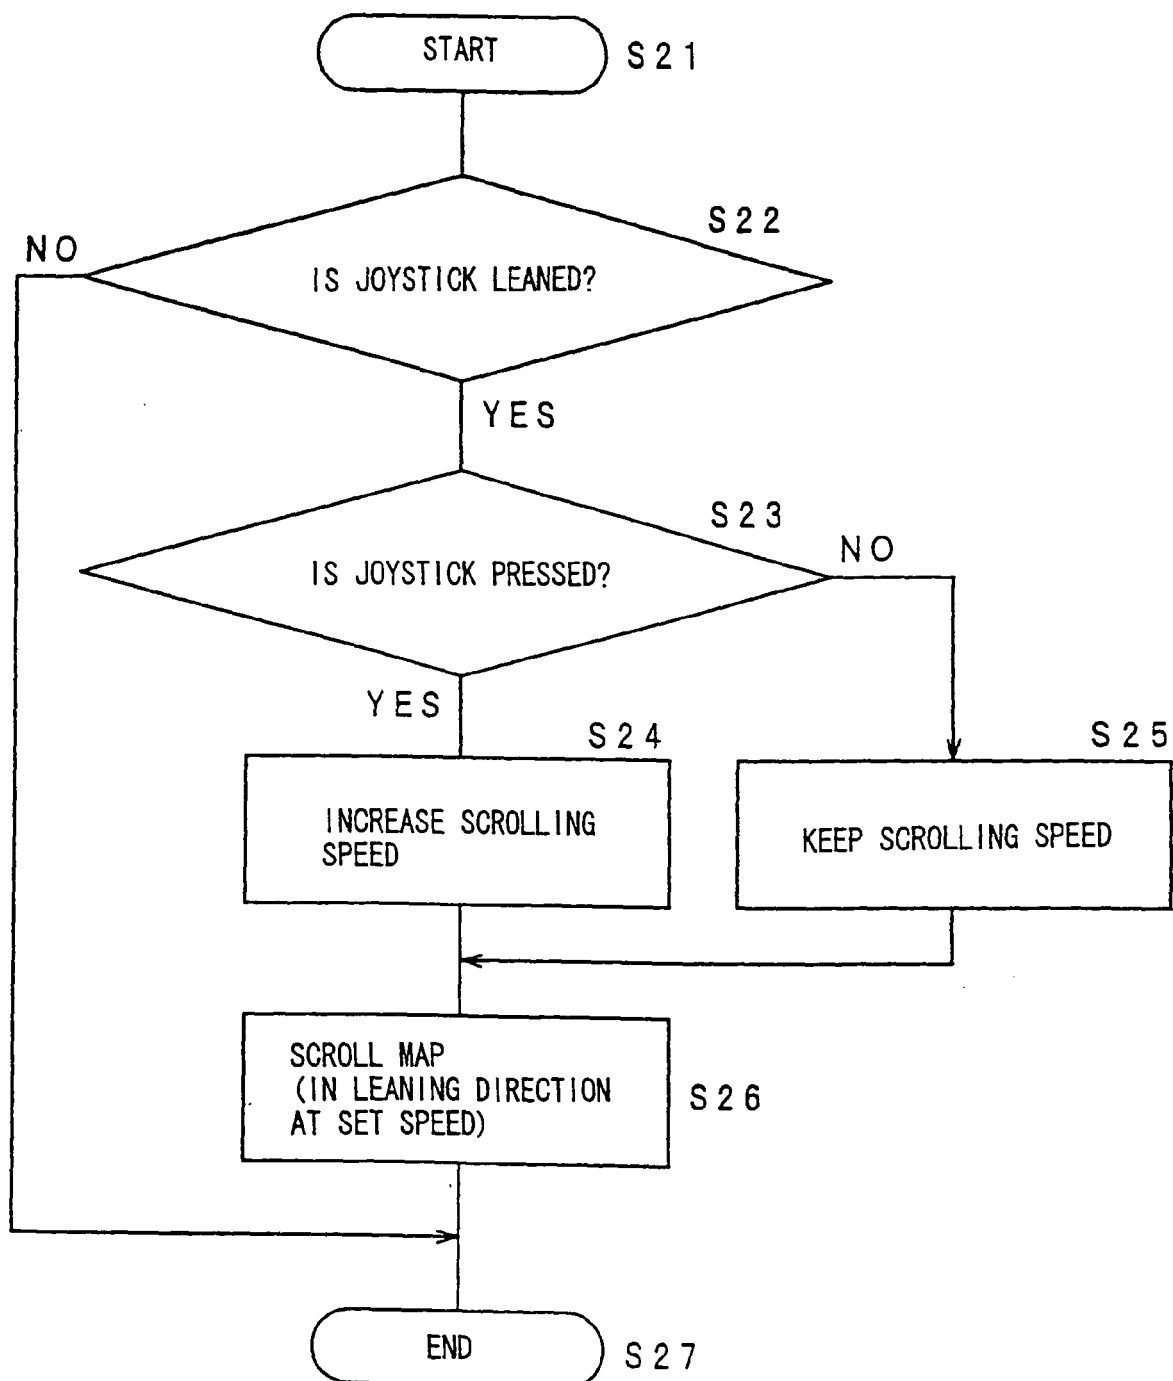 START
S21
S22
NO
IS JOYSTICK LEANED?
YES
S23
NO
IS JOYSTICK PRESSED?
YES
S24
S25
INCREASE SCROLLING
SPEED
KEEP SCROLLING SPEED
SCROLL MAP
(IN LEANING DIRECTION
AT SET SPEED)
S26
END
S27